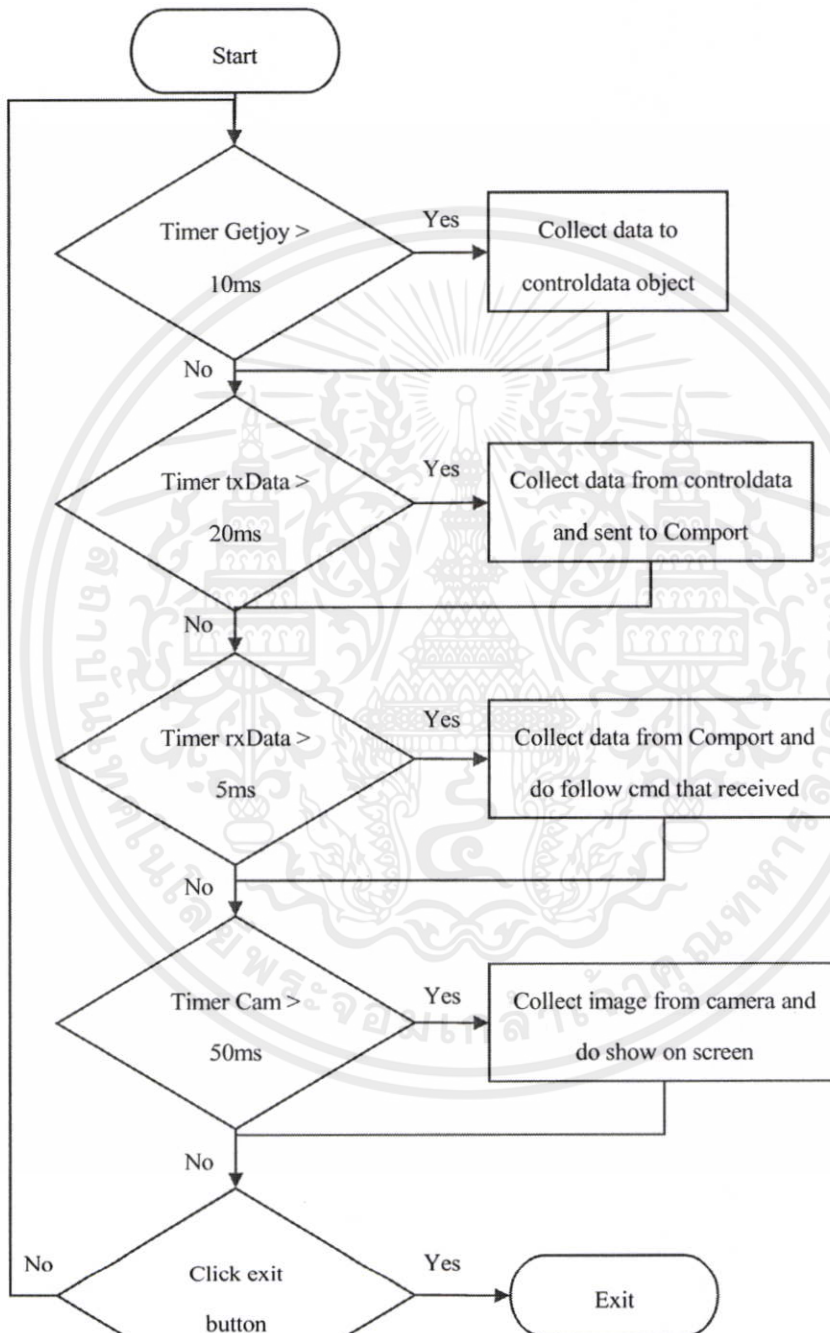 Start
Timer Getjoy >
10ms
Yes
Collect data to
controldata object
No
Timer txData >
20ms
Yes
Collect data from controldata
and sent to Comport
No
Timer rxData >
5ms
Yes
Collect data from Comport and
do follow cmd that received
No
Timer Cam >
50ms
Yes
Collect image from camera and
do show on screen
No
Click exit
button
No
Yes
Exit